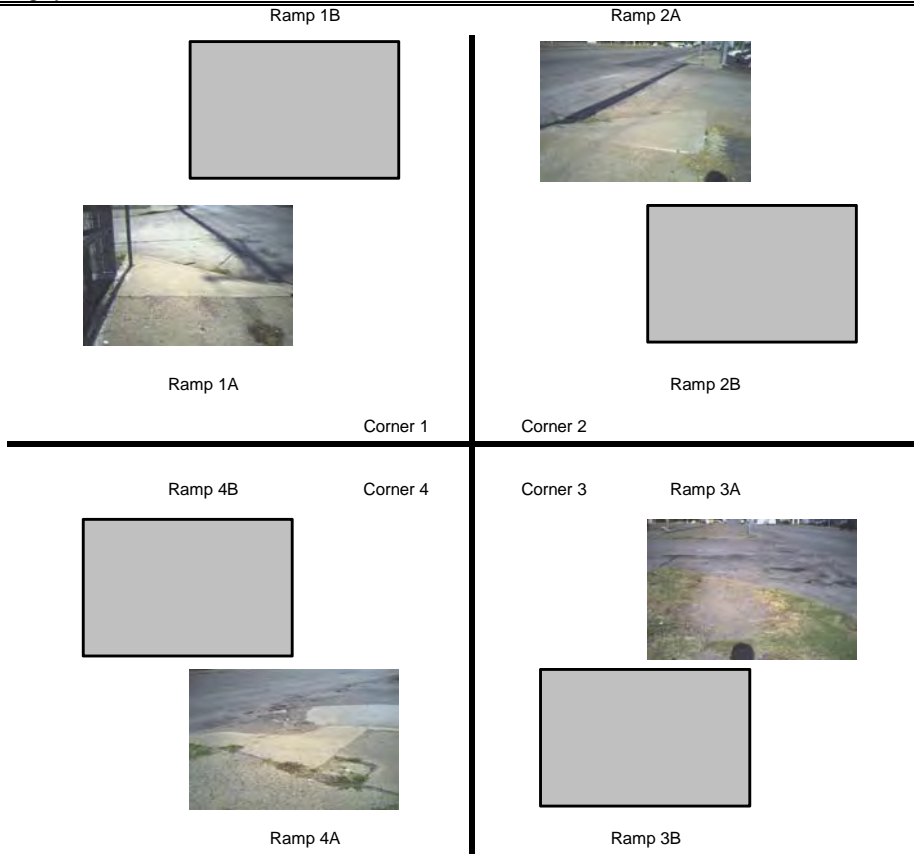 Ramp 1B Ramp 2A
Ramp 1A Ramp 2B
Corner 1 Corner 2
Ramp 4B Corner 4 Corner 3 Ramp 3A
Ramp 4A Ramp 3B